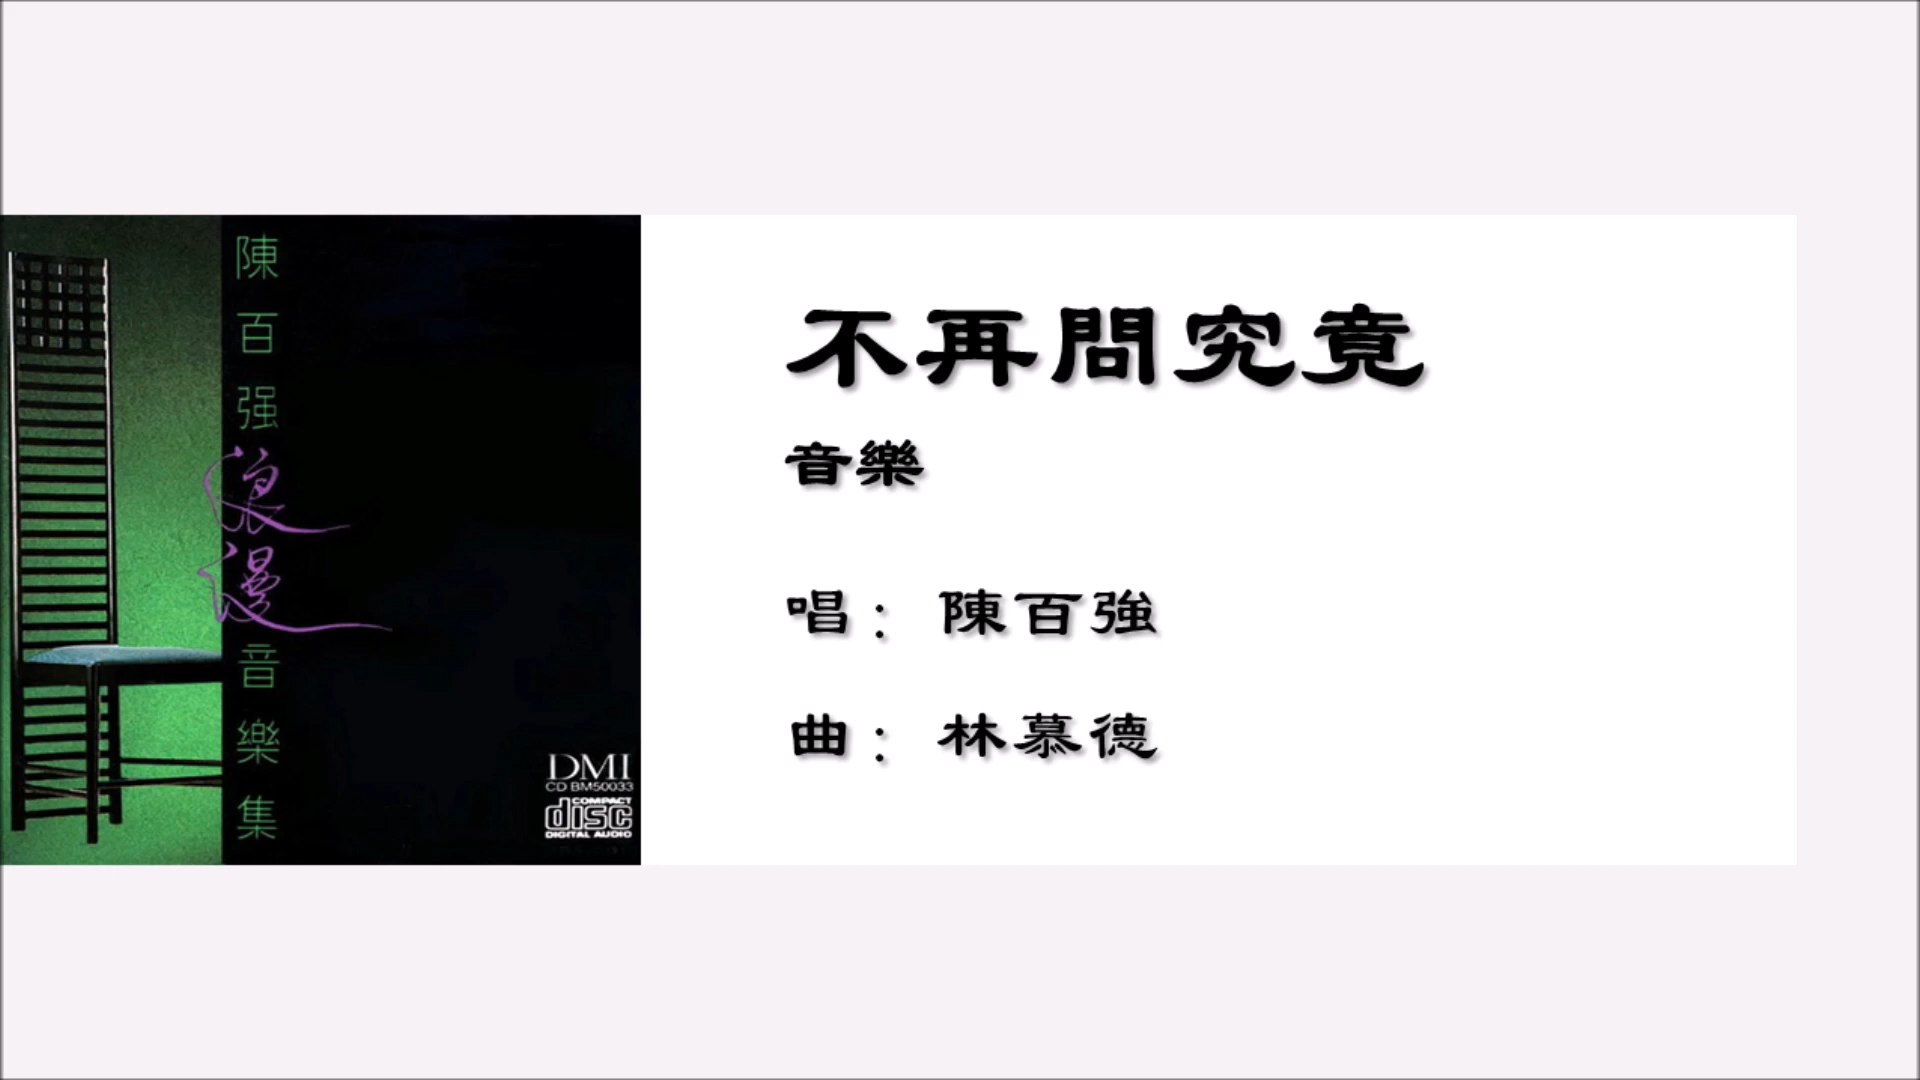 陳百强浪漫音樂集
DMI
CD BM50033
COMPACT
disc
DIGITAL AUDIO
不再問究竟
音樂
唱： 陳百強
曲： 林慕德